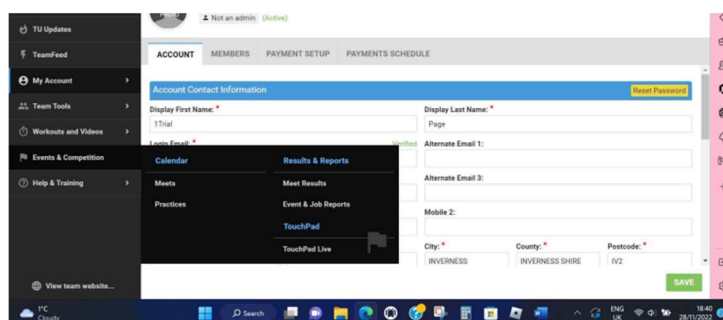 Not an admin (Active)
TU Updates
TeamFeed
My Account
Team Tools
Workouts and Videos
Events & Competition
Help & Training
View team website...
ACCOUNT MEMBERS PAYMENT SETUP PAYMENTS SCHEDULE
Account Contact Information Reset Password
Display First Name: * Display Last Name: *
1Trial Page
Login Email: * Verified Alternate Email 1:
Calendar Results & Reports
Meets Meet Results
Practices Event & Job Reports
TouchPad
TouchPad Live
Alternate Email 3:
Mobile 2:
City: * County: * Postcode: *
INVERNESS INVERNESS SHIRE IV2
SAVE
1°C
Cloudy
Search
ENG
UK
18:40
28/11/2022